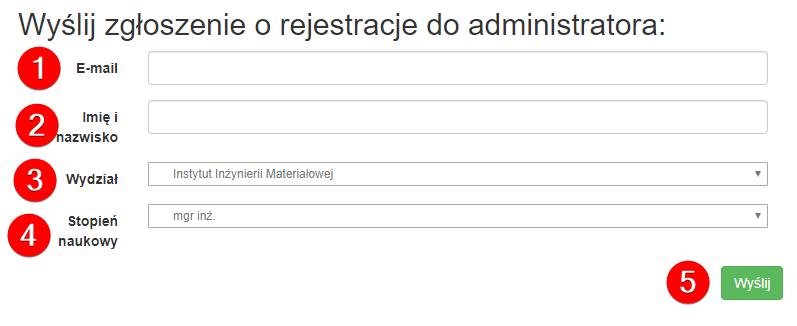 Wyślij zgłoszenie o rejestracje do administratora:
1 E-mail
2 Imię i
nazwisko
3 Wydział Instytut Inżynierii Materiałowej ▼
4 Stopień
naukowy
mgr inż. ▼
5 Wyślij